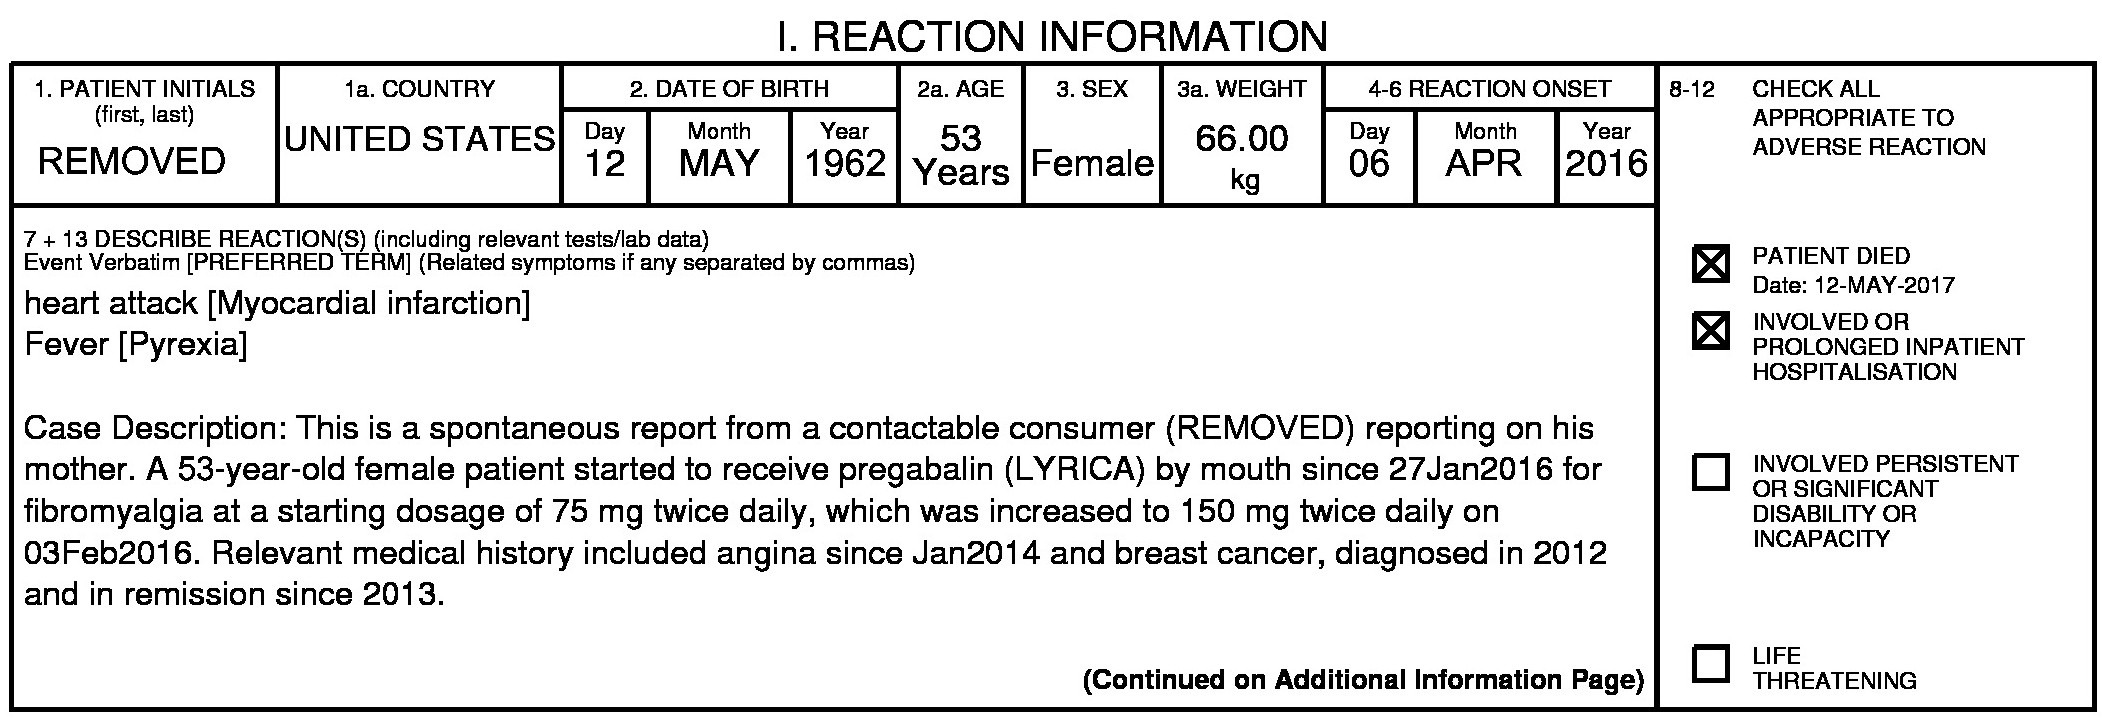 I. REACTION INFORMATION
1. PATIENT INITIALS
(first, last)
REMOVED
1a. COUNTRY
UNITED STATES
2. DATE OF BIRTH
Day
12
Month
MAY
Year
1962
2a. AGE
53
Years
3. SEX
Female
3a. WEIGHT
66.00
kg
4-6 REACTION ONSET
Day
06
Month
APR
Year
2016
8-12 CHECK ALL
APPROPRIATE TO
ADVERSE REACTION
7 + 13 DESCRIBE REACTION(S) (including relevant tests/lab data)
Event Verbatim [PREFERRED TERM] (Related symptoms if any separated by commas)
heart attack [Myocardial infarction]
Fever [Pyrexia]
Case Description: This is a spontaneous report from a contactable consumer (REMOVED) reporting on his
mother. A 53-year-old female patient started to receive pregabalin (LYRICA) by mouth since 27Jan2016 for
fibromyalgia at a starting dosage of 75 mg twice daily, which was increased to 150 mg twice daily on
03Feb2016. Relevant medical history included angina since Jan2014 and breast cancer, diagnosed in 2012
and in remission since 2013.
(Continued on Additional Information Page)
PATIENT DIED
Date: 12-MAY-2017
INVOLVED OR
PROLONGED INPATIENT
HOSPITALISATION
INVOLVED PERSISTENT
OR SIGNIFICANT
DISABILITY OR
INCAPACITY
LIFE
THREATENING